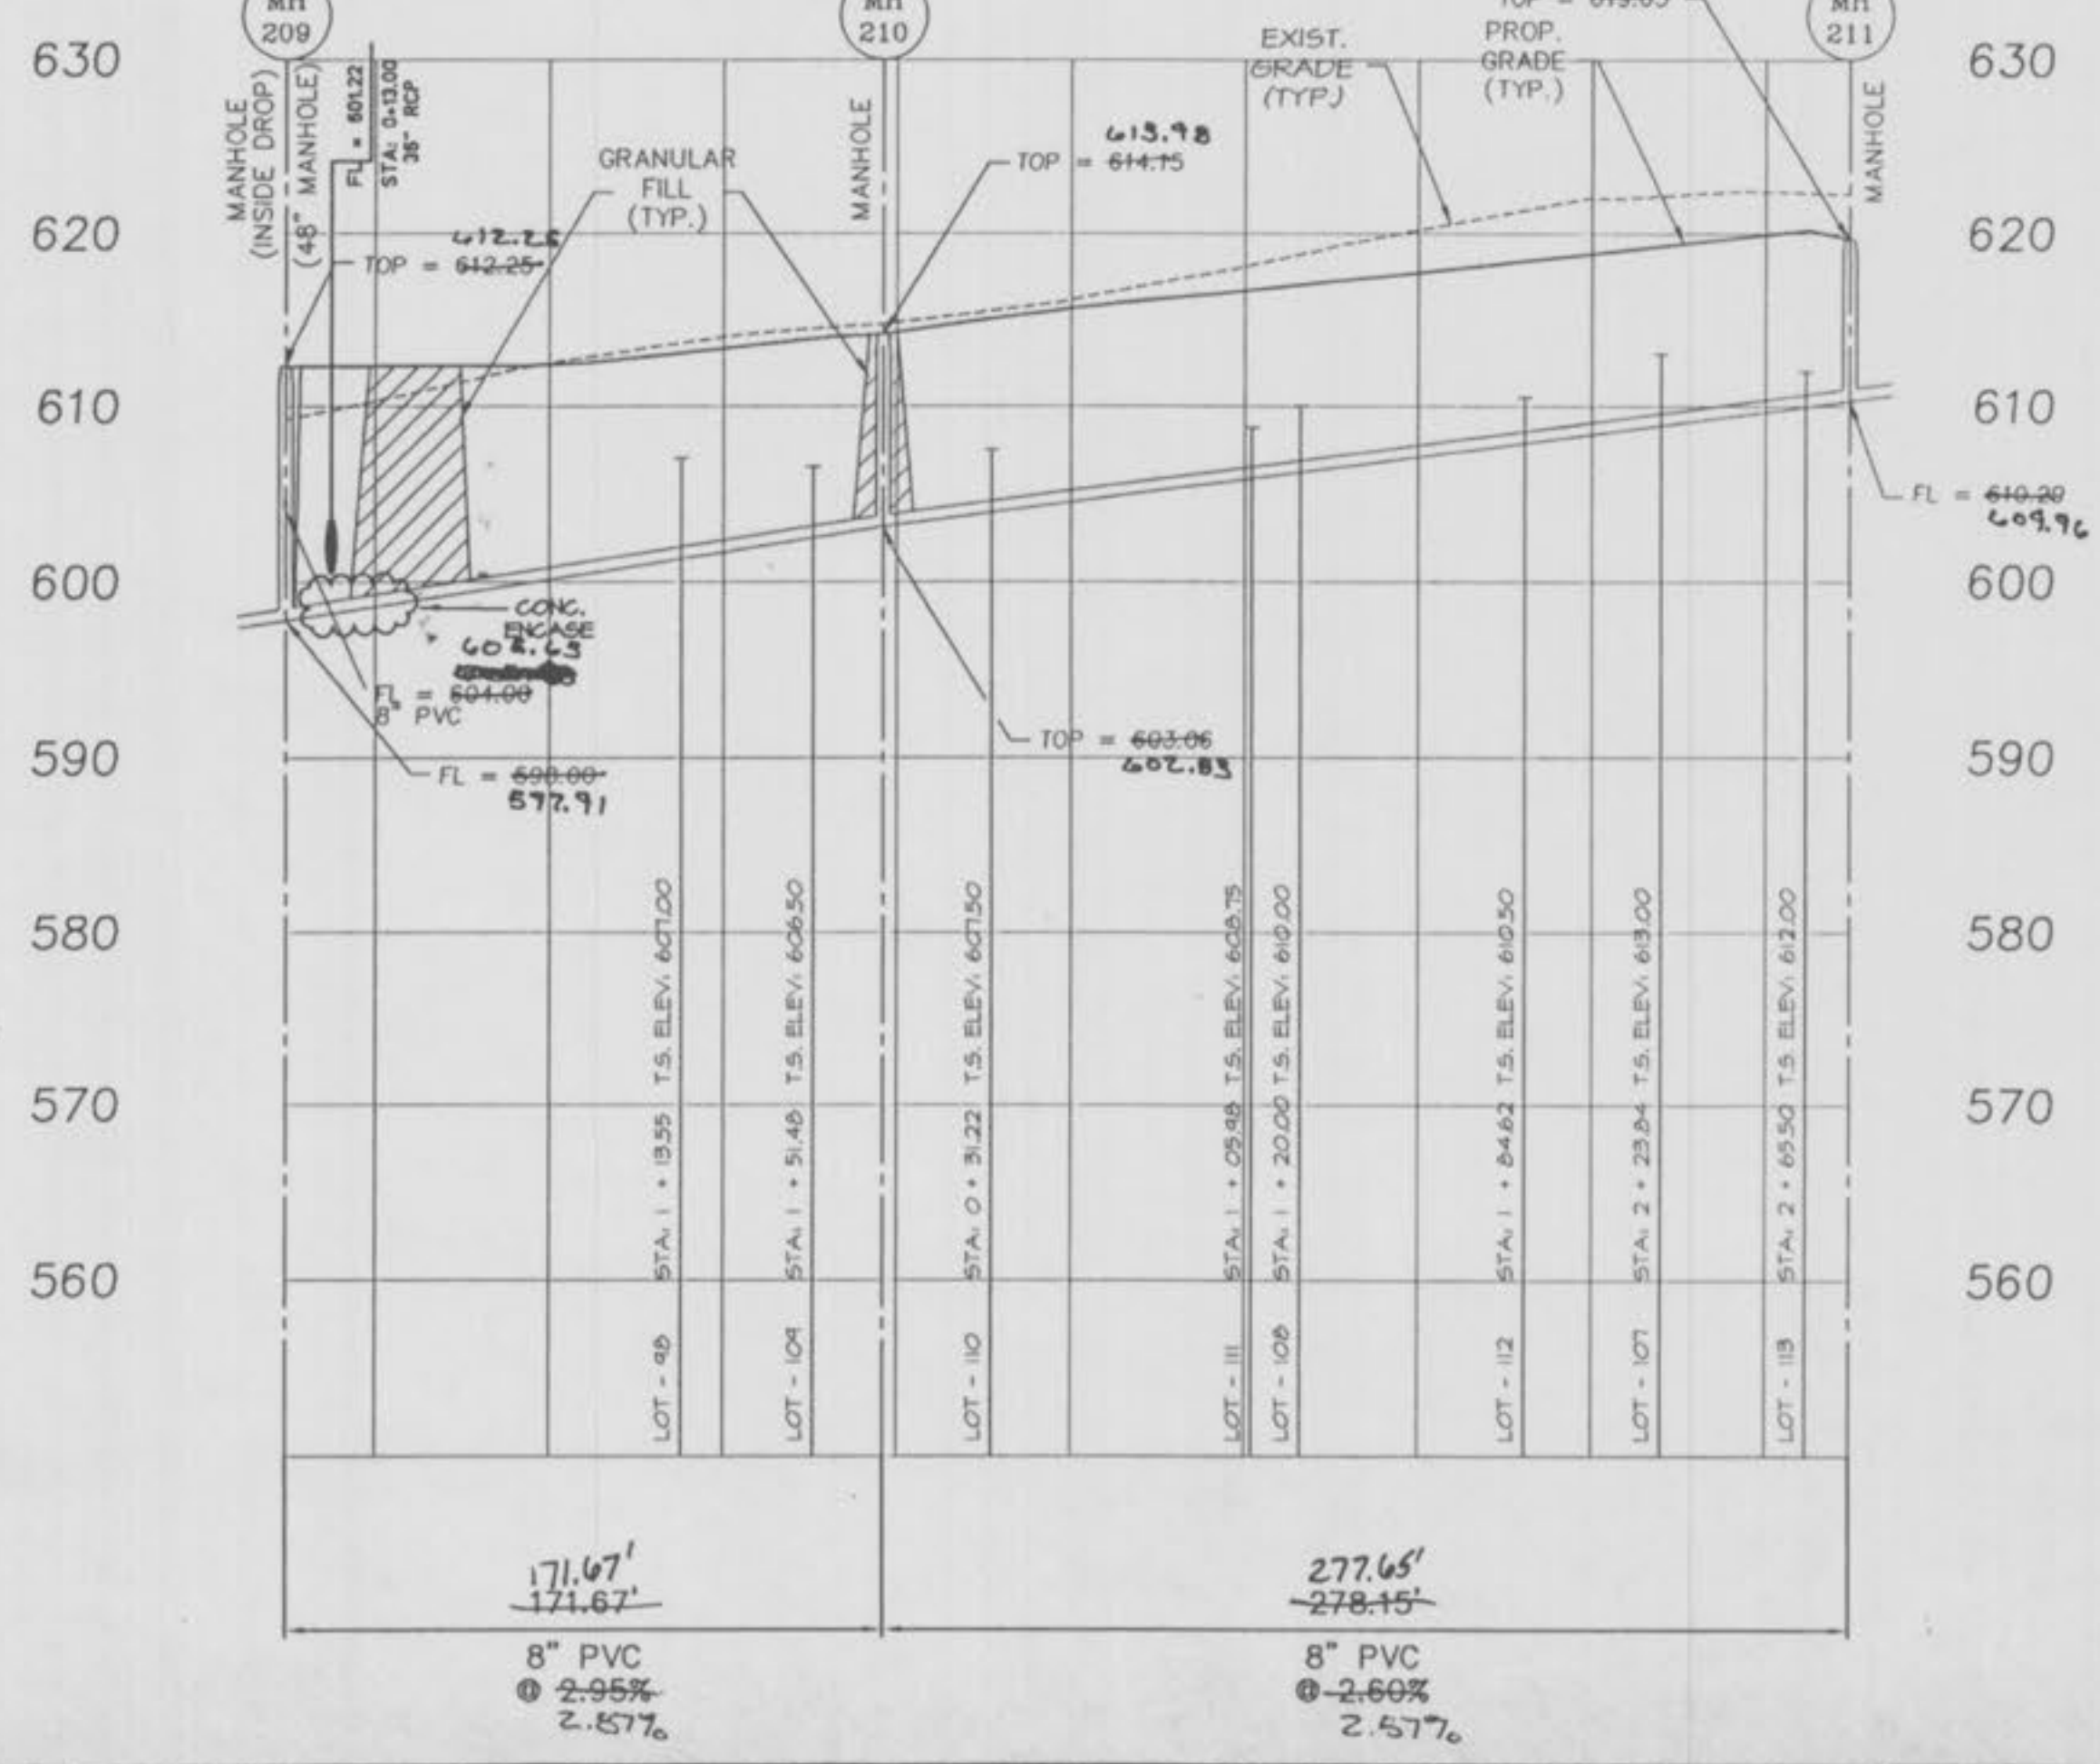 MH
209
MH
210
MH
211
630
620
610
600
590
580
570
560
630
620
610
600
590
580
570
560
MANHOLE
(INSIDE DROP)
(48" MANHOLE)
FL = 601.22
STA: 0+13.00
36" RCP
612.25
TOP = 612.25
GRANULAR
FILL
(TYP.)
MANHOLE
613.98
TOP = 614.15
EXIST.
GRADE
(TYP.)
PROP.
GRADE
(TYP.)
MANHOLE
FL = 610.29
609.96
CONC.
ENCASE
FL = 604.00
8" PVC
FL = 598.00
597.91
TOP = 603.06
602.83
LOT - 98 STA: 1 + 13.55 T.S. ELEV: 607.00
LOT - 109 STA: 1 + 51.48 T.S. ELEV: 606.50
LOT - 110 STA: 0 + 31.22 T.S. ELEV: 607.50
LOT - 111 STA: 1 + 05.98 T.S. ELEV: 608.75
LOT - 108 STA: 1 + 20.00 T.S. ELEV: 610.00
LOT - 112 STA: 1 + 84.62 T.S. ELEV: 610.50
LOT - 107 STA: 2 + 23.84 T.S. ELEV: 613.00
LOT - 113 STA: 2 + 65.50 T.S. ELEV: 612.00
171.67'
171.67'
8" PVC
@ 2.95%
2.87%
277.65'
278.15'
8" PVC
@ 2.60%
2.57%